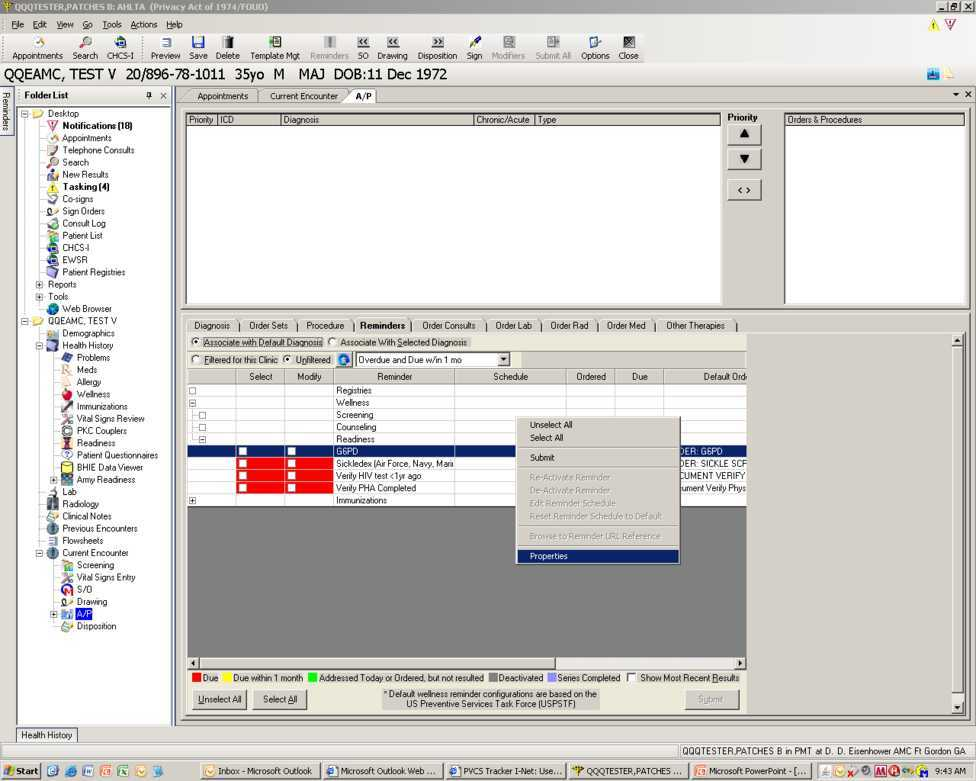 QQQTESTER,PATCHES B: AHLTA (Privacy Act of 1974/FOUO)
File Edit View Go Tools Actions Help
Appointments Search CHCS-I Preview Save Delete Template Mgt Reminders SO Drawing Disposition Sign Modifiers Submit All Options Close
QQEAMC, TEST V 20/896-78-1011 35yo M MAJ DOB:11 Dec 1972
Reminders
Folder List
Appointments Current Encounter A/P
Desktop
Notifications (18)
Appointments
Telephone Consults
Search
New Results
Tasking (4)
Co-signs
Sign Orders
Consult Log
Patient List
CHCS-I
EWSR
Patient Registries
Reports
Tools
Web Browser
QQEAMC, TEST V
Demographics
Health History
Problems
Meds
Allergy
Wellness
Immunizations
Vital Signs Review
PKC Couplers
Readiness
Patient Questionnaires
BHIE Data Viewer
Army Readiness
Lab
Radiology
Clinical Notes
Previous Encounters
Flowsheets
Current Encounter
Screening
Vital Signs Entry
S/O
Drawing
A/P
Disposition
Health History
Priority ICD Diagnosis Chronic/Acute Type
Priority
< >
Orders & Procedures
Diagnosis Order Sets Procedure Reminders Order Consults Order Lab Order Rad Order Med Other Therapies
Associate with Default Diagnosis Associate With Selected Diagnosis
Filtered for this Clinic Unfiltered Overdue and Due w/in 1 mo
Select Modify Reminder Schedule Ordered Due Default Orde
Registries
Wellness
Screening
Counseling
Readiness
G6PD DER: G6PD
Sickledex (Air Force, Navy, Mari DER: SICKLE SCF
Verify HIV test <1yr ago CUMENT VERIFY
Verify PHA Completed ument Verify Phys
Immunizations
Unselect All
Select All
Submit
Re-Activate Reminder
De-Activate Reminder
Edit Reminder Schedule
Reset Reminder Schedule to Default
Browse to Reminder URL Reference
Properties
Due Due within 1 month Addressed Today or Ordered, but not resulted Deactivated Series Completed Show Most Recent Results
Unselect All Select All
* Default wellness reminder configurations are based on the
US Preventive Services Task Force (USPSTF)
Submit
QQQTESTER,PATCHES B in PMT at D. D. Eisenhower AMC Ft Gordon GA
Start Inbox - Microsoft Outlook Microsoft Outlook Web ... PVCS Tracker I-Net: Use... QQQTESTER,PATCHES ... Microsoft PowerPoint - [... 9:43 AM